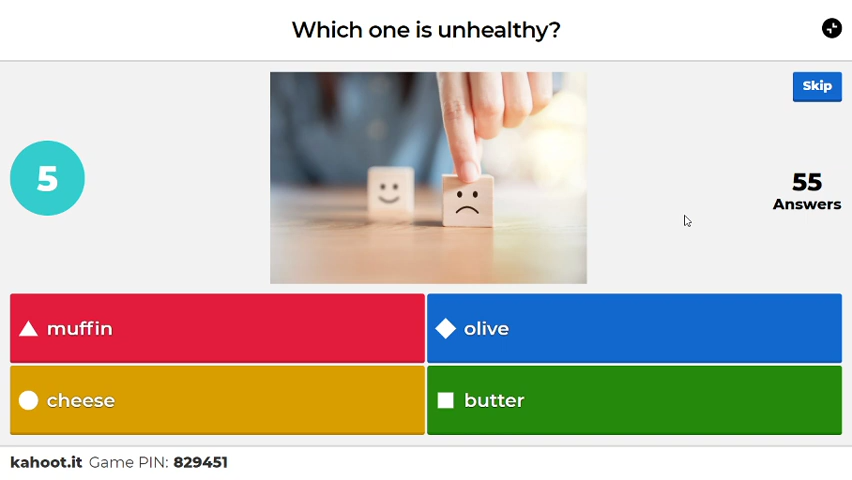 Which one is unhealthy?
Skip
5
55
Answers
muffin
olive
cheese
butter
kahoot.it Game PIN: 829451